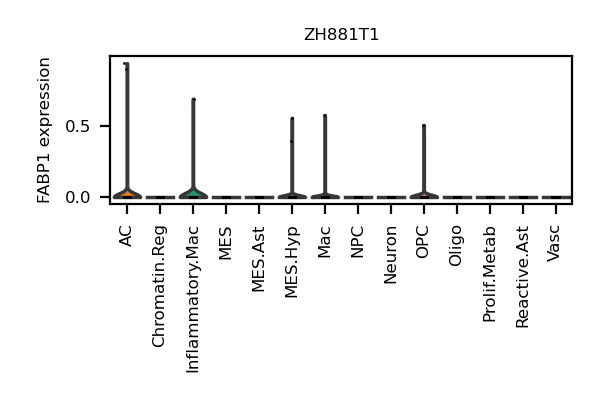 ZH881T1
FABP1 expression
0.5
0.0
AC
Chromatin.Reg
Inflammatory.Mac
MES
MES.Ast
MES.Hyp
Mac
NPC
Neuron
OPC
Oligo
Prolif.Metab
Reactive.Ast
Vasc